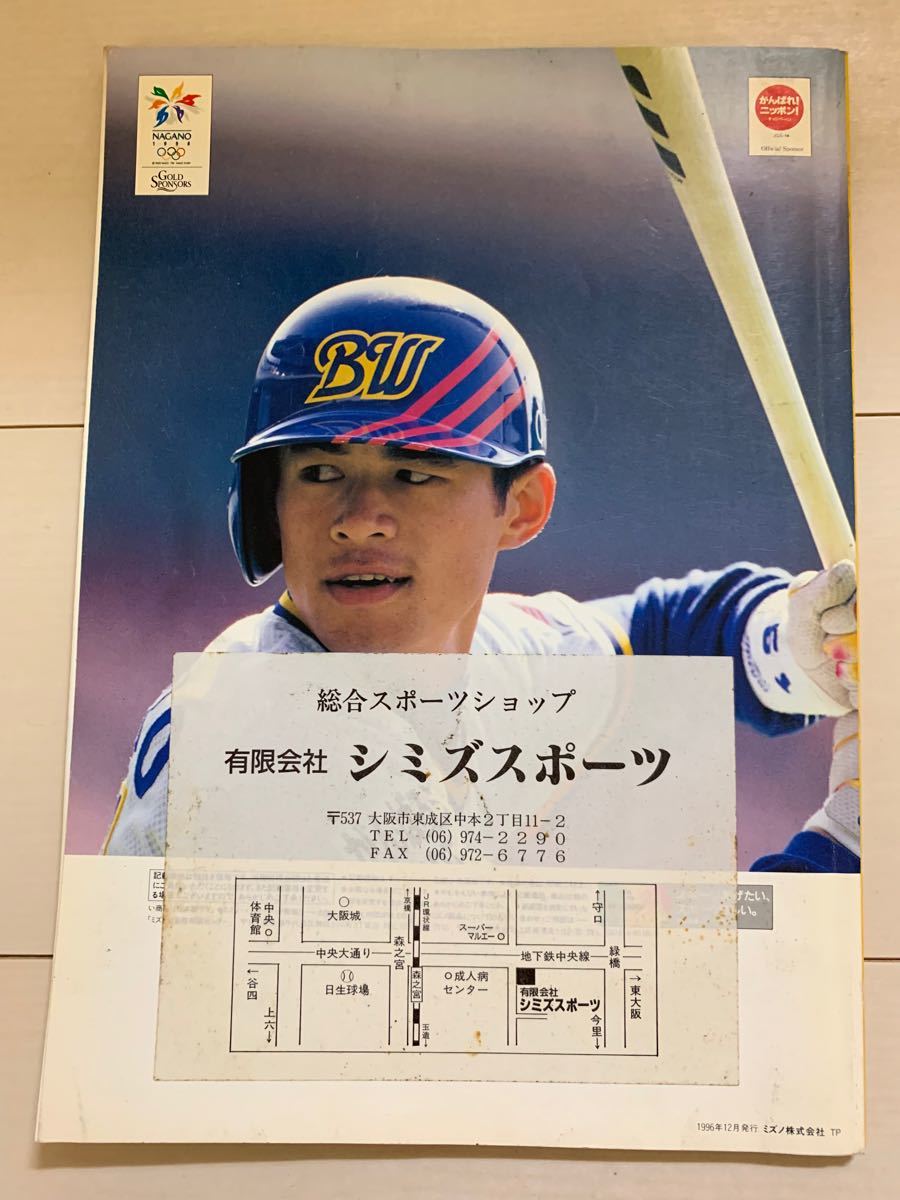 NAGANO
1998
GOLD
SPONSORS
がんばれ!
ニッポン!
キャンペーン
Official Sponsor
BW
総合スポーツショップ
有限会社 シミズスポーツ
〒537 大阪市東成区中本2丁目11-2
TEL (06) 974-2290
FAX (06) 972-6776
中央体育館
大阪城
←京橋
JR環状線
スーパー
マルエー
↑守口
中央大通り
森之宮
地下鉄中央線
緑橋
←谷四
日生球場
森之宮
成人病
センター
有限会社
シミズスポーツ
→東大阪
上六↓
玉造↓
今里↓
1996年12月発行 ミズノ株式会社 TP